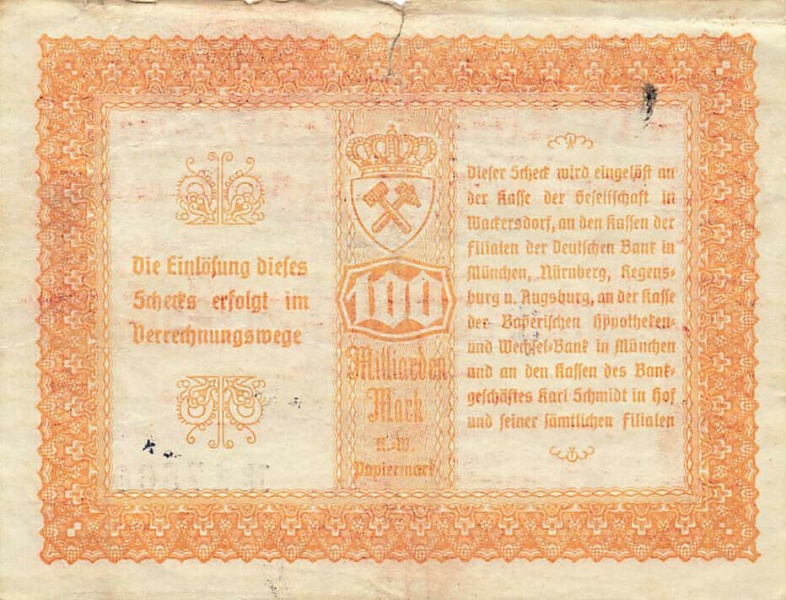 Die Einlösung dieses
Schecks erfolgt im
Verrechnungswege
100
Milliarden
Mark
Papiermark
Dieser Scheck wird eingelöst an
der Kasse der Gesellschaft in
Wackersdorf, an den Kassen der
Filialen der Deutschen Bank in
München, Nürnberg, Regens-
burg u. Augsburg, an der Kasse
der Bayerischen Hypotheken-
und Wechsel-Bank in München
und an den Kassen des Bank-
geschäftes Karl Schmidt in Hof
und seiner sämtlichen Filialen